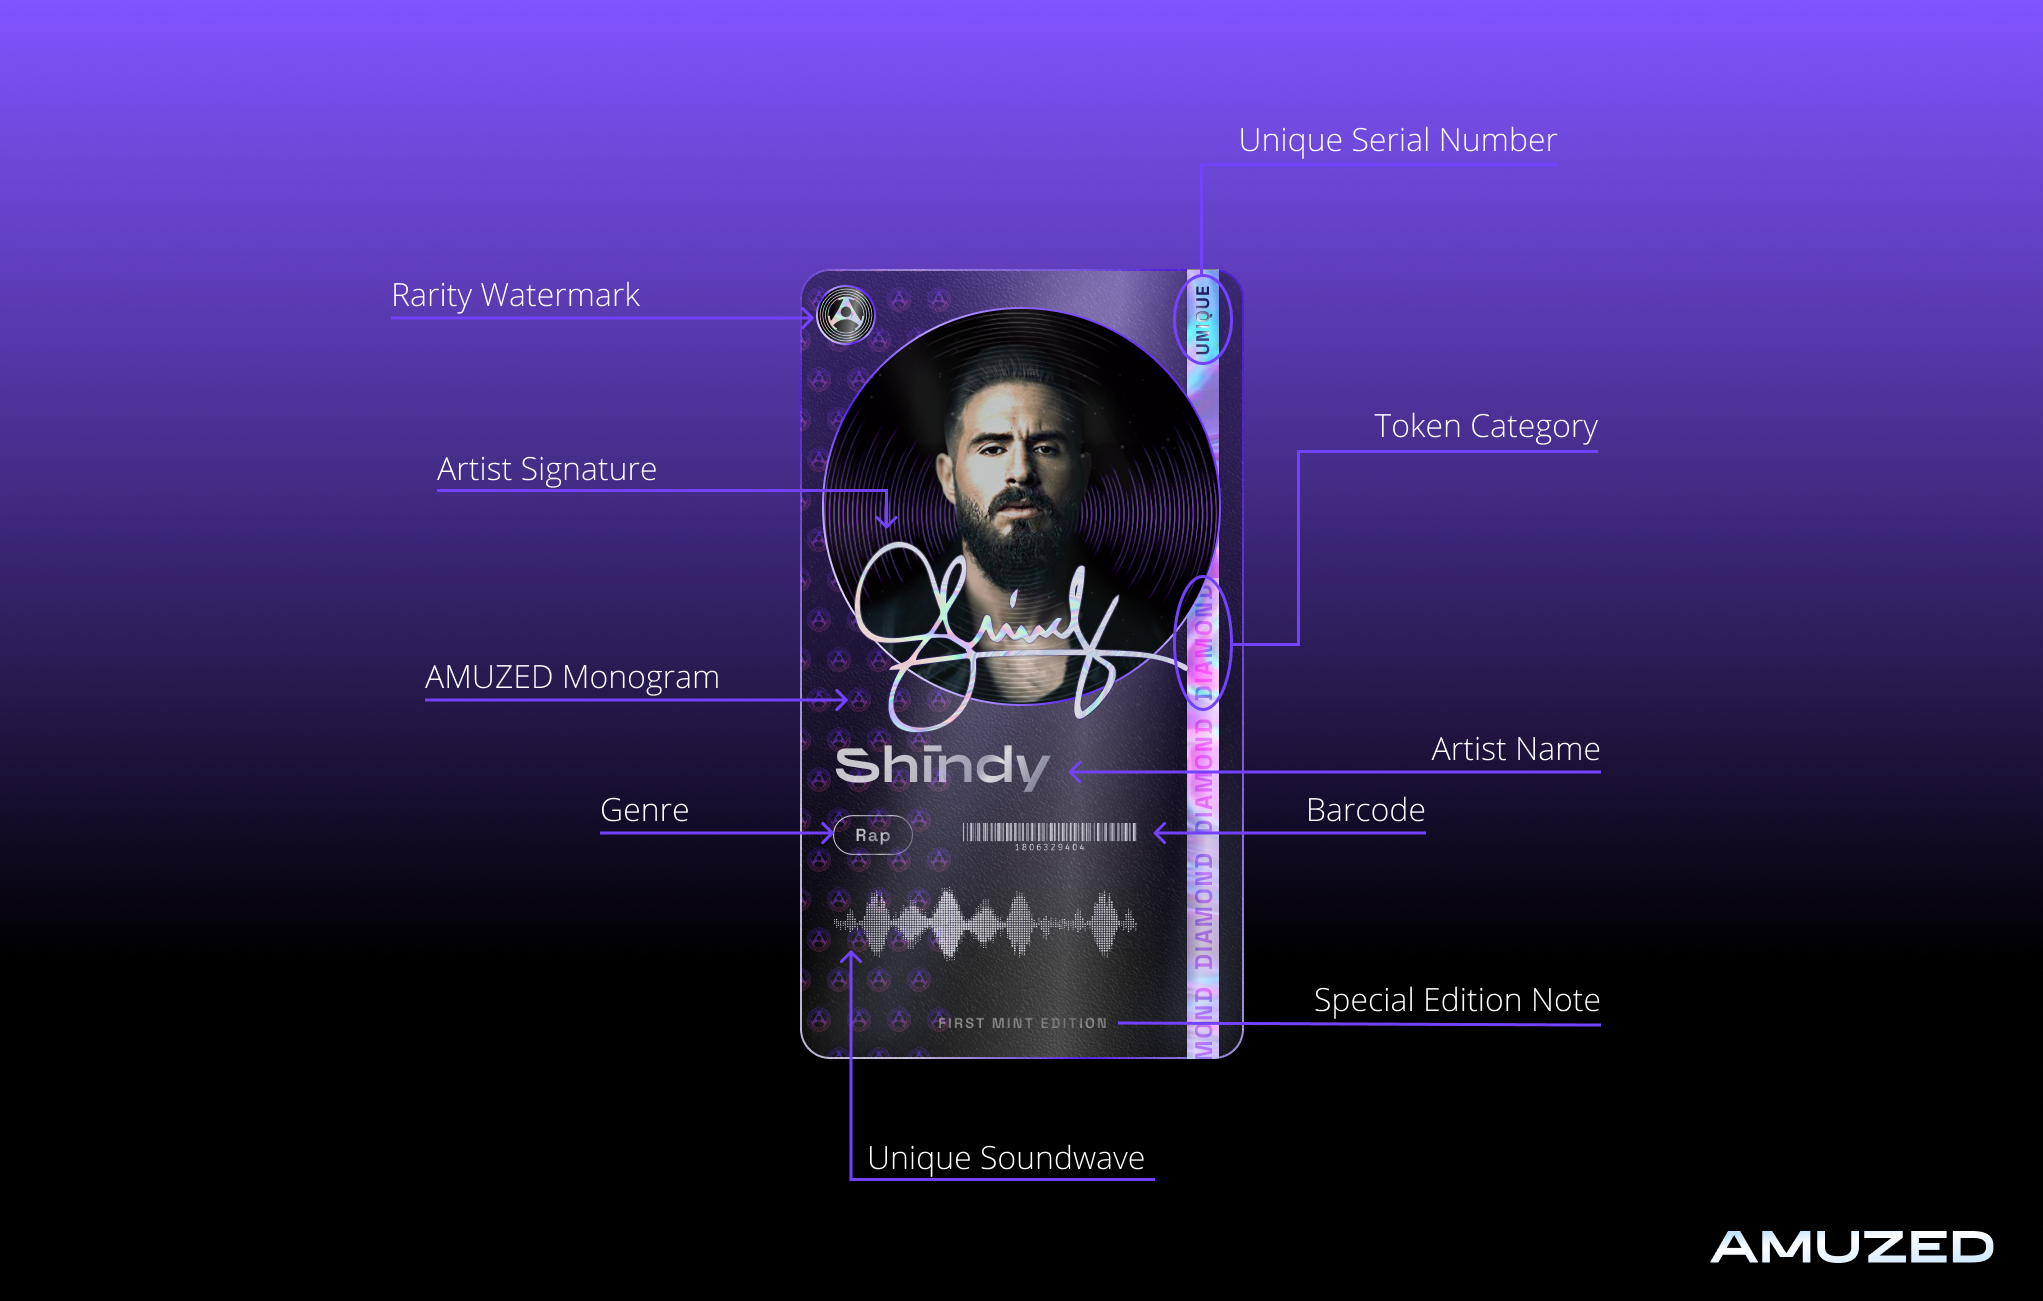 Unique Serial Number
Rarity Watermark
UNIQUE
Token Category
Artist Signature
DIAMOND DIAMOND DIAMOND MOND
AMUZED Monogram
Shindy
Artist Name
Genre
Barcode
Rap
1806329404
Special Edition Note
FIRST MINT EDITION
Unique Soundwave
AMUZED